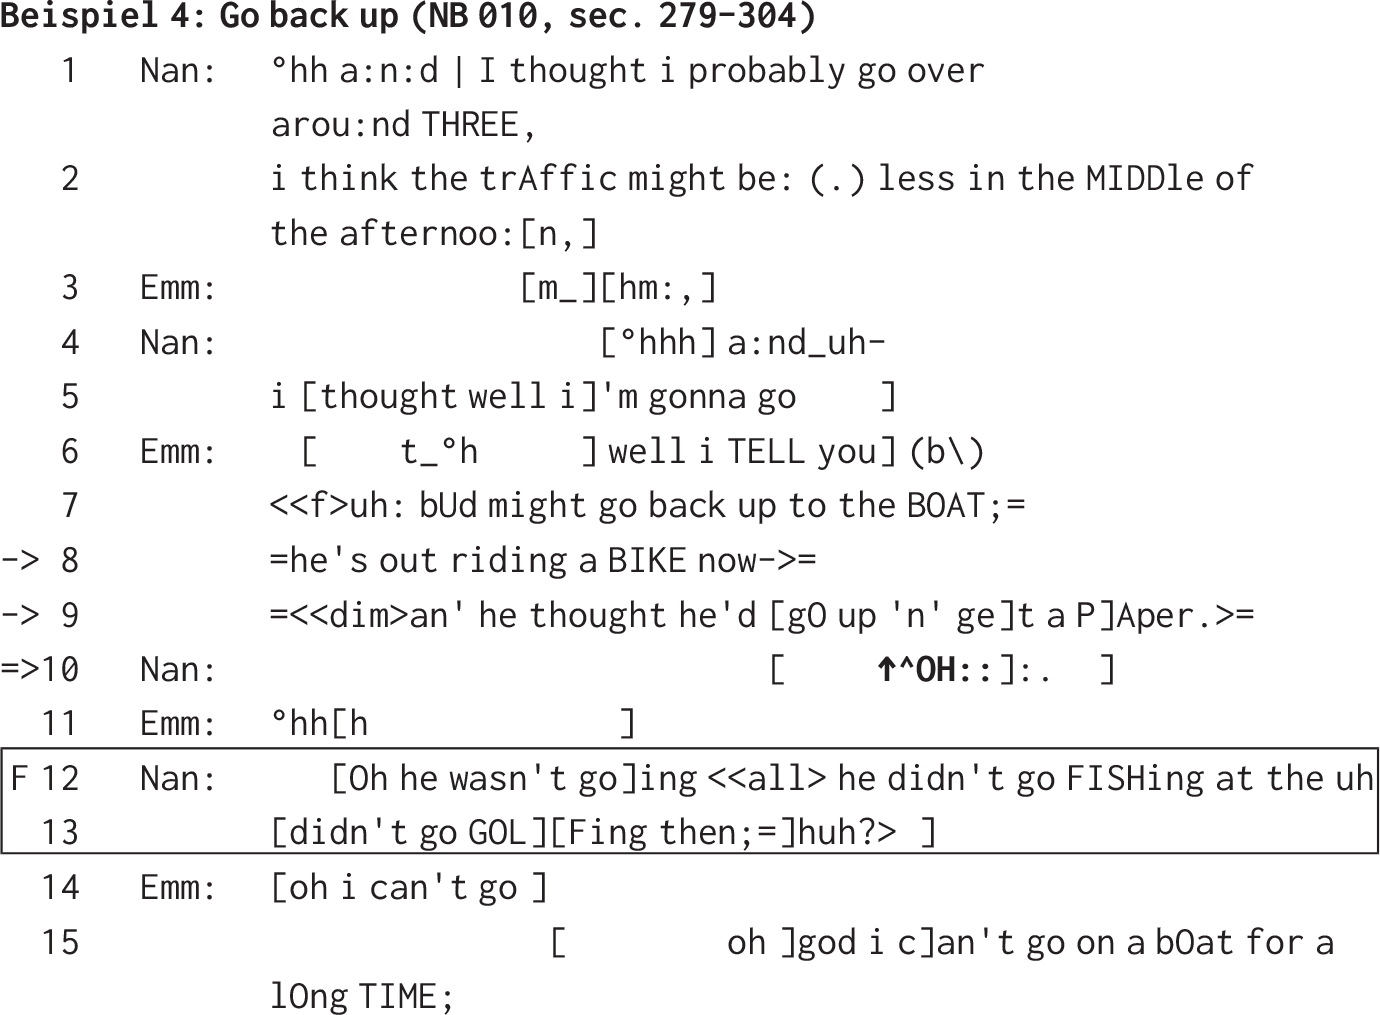 Beispiel 4: Go back up (NB 010, sec. 279–304)
1 Nan: °hh a:n:d | I thought i probably go over
arou:nd THREE,
2 i think the trAffic might be: (.) less in the MIDDle of
the afternoo:[n,]
3 Emm: [m_][hm:,]
4 Nan: [°hhh] a:nd_uh–
5 i [thought well i]'m gonna go ]
6 Emm: [ t_°h ] well i TELL you] (b\)
7 <<f>uh: bUd might go back up to the BOAT;=
–> 8 =he's out riding a BIKE now–>=
–> 9 =<<dim>an' he thought he'd [gO up 'n' ge]t a P]Aper.>=
=>10 Nan: [ ↑^OH::]:. ]
11 Emm: °hh[h ]
F 12 Nan: [Oh he wasn't go]ing <<all> he didn't go FISHing at the uh
13 [didn't go GOL][Fing then;=]huh?> ]
14 Emm: [oh i can't go ]
15 [ oh ]god i c]an't go on a bOat for a
lOng TIME;